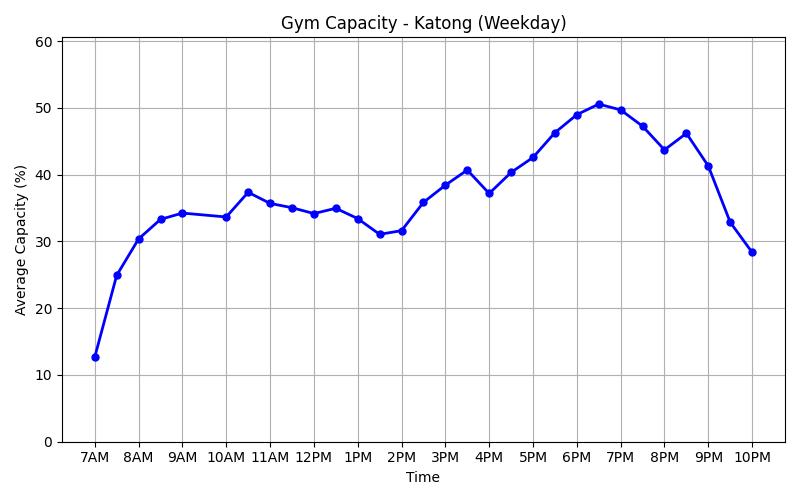 Gym Capacity - Katong (Weekday)
Average Capacity (%)
60
50
40
30
20
10
0
7AM 8AM 9AM 10AM 11AM 12PM 1PM 2PM 3PM 4PM 5PM 6PM 7PM 8PM 9PM 10PM
Time